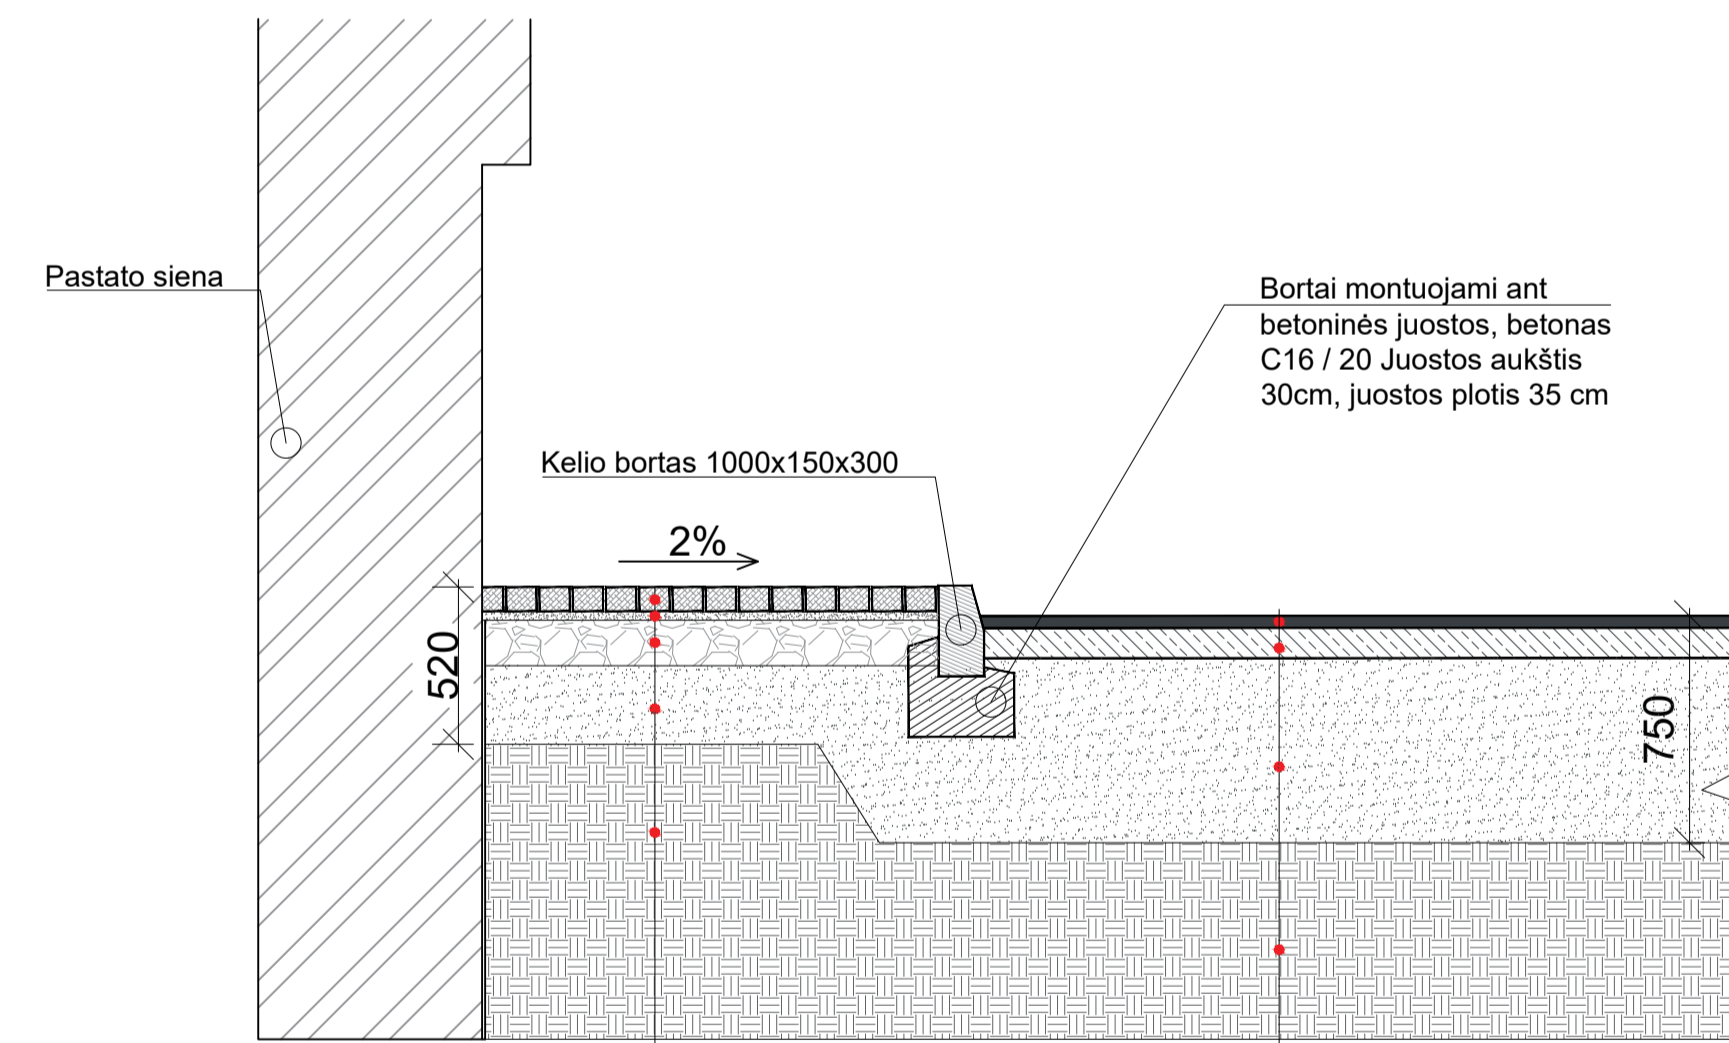 Pastato siena
Bortai montuojami ant
betoninės juostos, betonas
C16 / 20 Juostos aukštis
30cm, juostos plotis 35 cm
Kelio bortas 1000x150x300
2%
520
750